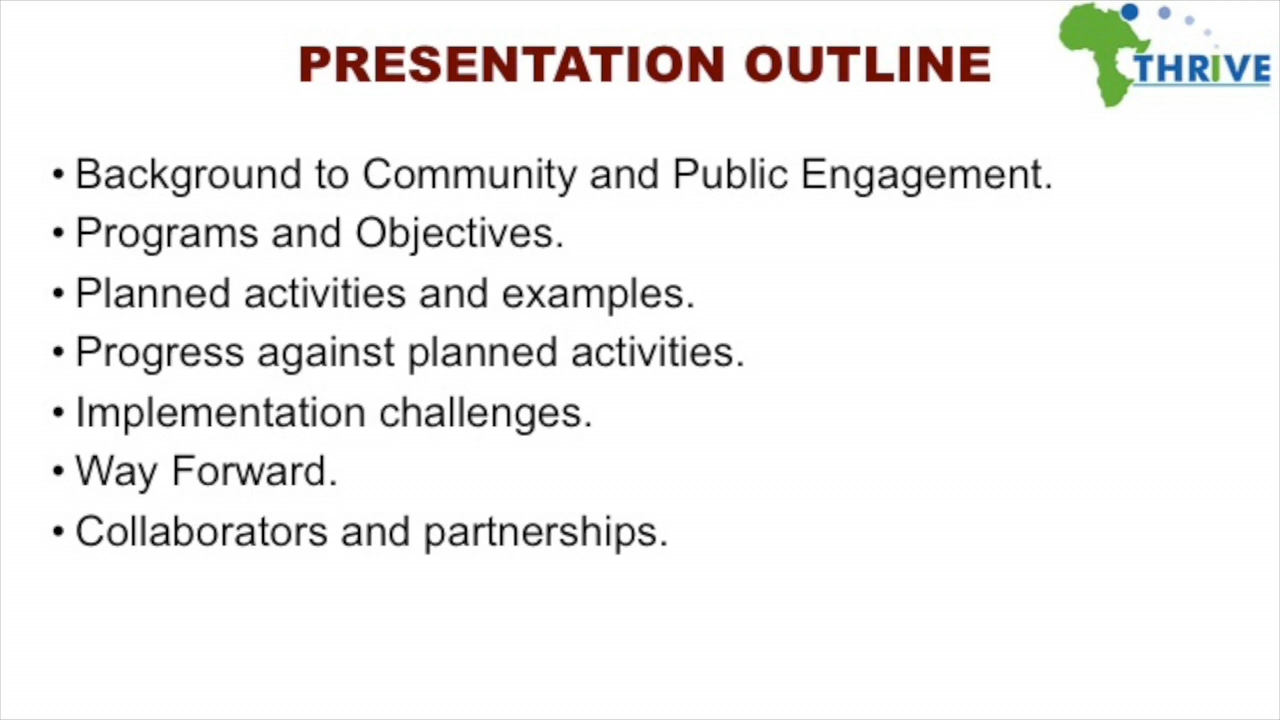 PRESENTATION OUTLINE
THRIVE
• Background to Community and Public Engagement.
• Programs and Objectives.
• Planned activities and examples.
• Progress against planned activities.
• Implementation challenges.
• Way Forward.
• Collaborators and partnerships.